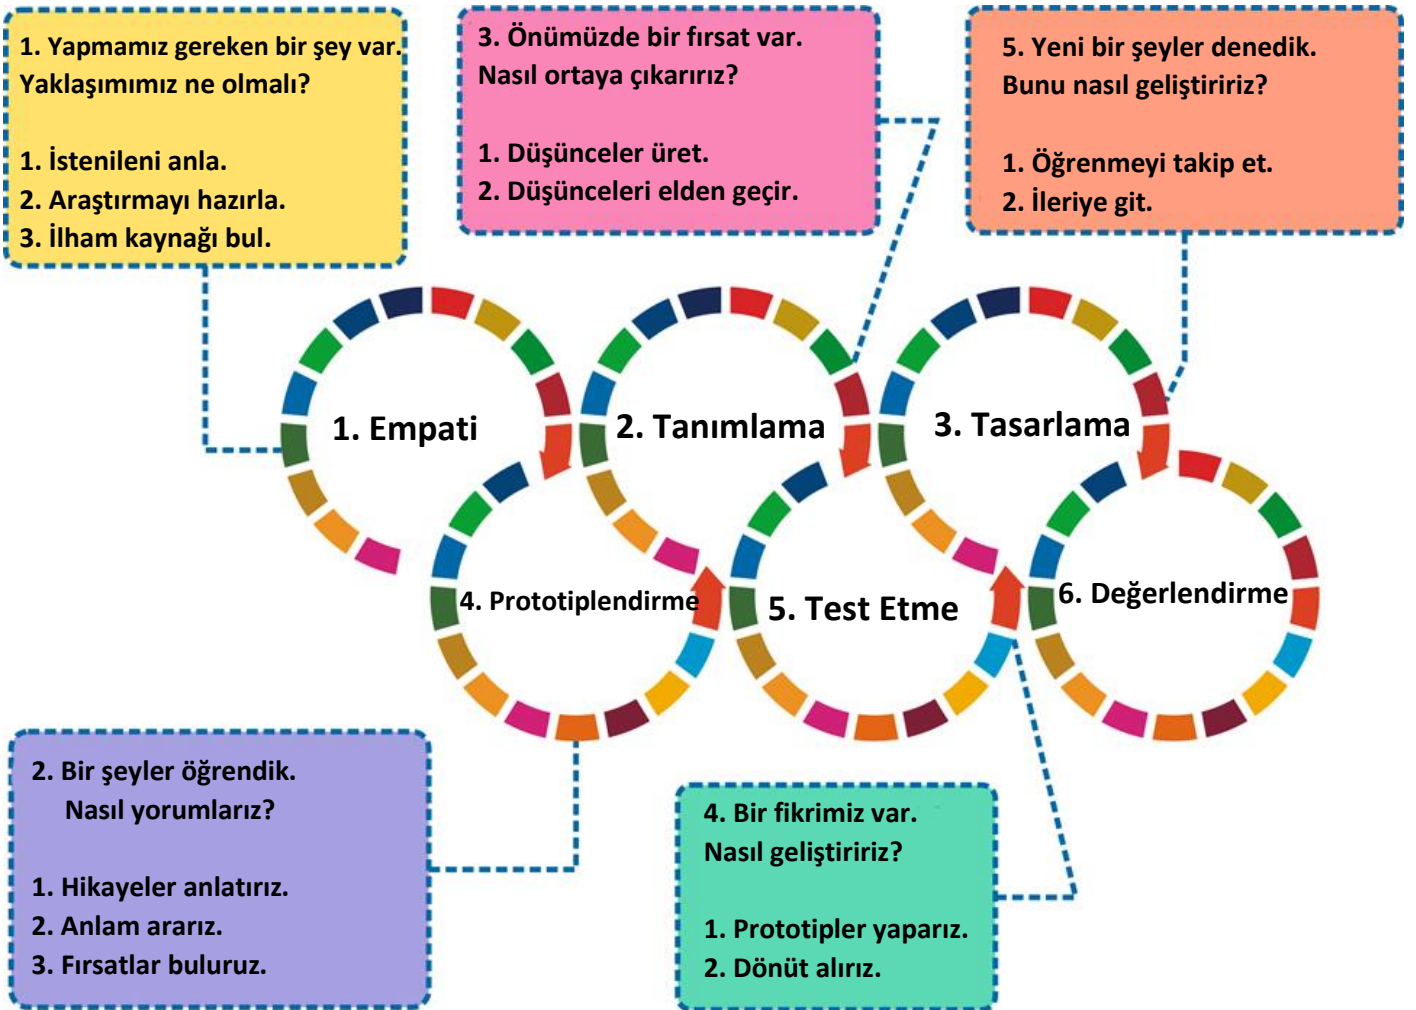 1. Yapmamız gereken bir şey var.
Yaklaşımımız ne olmalı?
1. İstenileni anla.
2. Araştırmayı hazırla.
3. İlham kaynağı bul.
3. Önümüzde bir fırsat var.
Nasıl ortaya çıkarırız?
1. Düşünceler üret.
2. Düşünceleri elden geçir.
5. Yeni bir şeyler denedik.
Bunu nasıl geliştiririz?
1. Öğrenmeyi takip et.
2. İleriye git.
1. Empati
2. Tanımlama
3. Tasarlama
4. Prototiplendirme
5. Test Etme
6. Değerlendirme
2. Bir şeyler öğrendik.
Nasıl yorumlarız?
1. Hikayeler anlatırız.
2. Anlam ararız.
3. Fırsatlar buluruz.
4. Bir fikrimiz var.
Nasıl geliştiririz?
1. Prototipler yaparız.
2. Dönüt alırız.